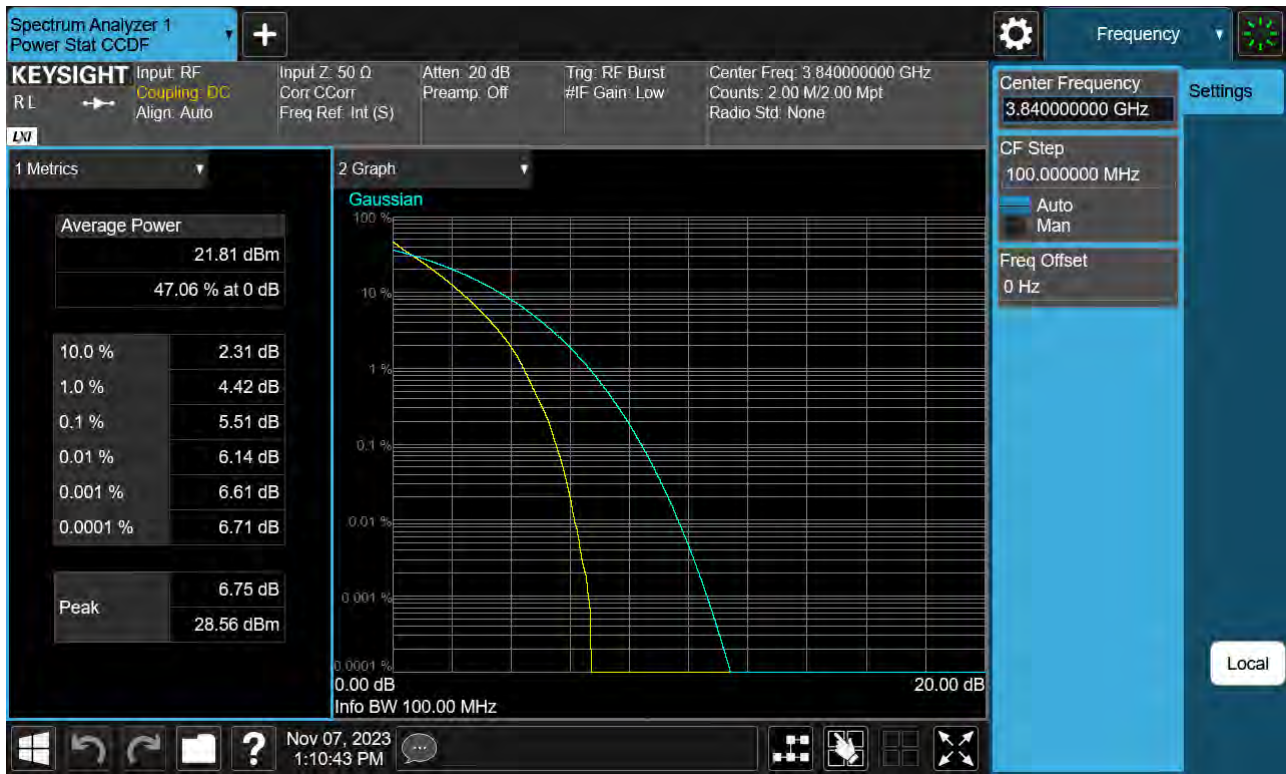 Spectrum Analyzer 1
Power Stat CCDF
Frequency
KEYSIGHT
RL
LXI
Input: RF
Coupling: DC
Align: Auto
Input Z: 50 Ω
Corr CCorr
Freq Ref: Int (S)
Atten: 20 dB
Preamp: Off
Trig: RF Burst
#IF Gain: Low
Center Freq: 3.840000000 GHz
Counts: 2.00 M/2.00 Mpt
Radio Std: None
1 Metrics
Average Power
21.81 dBm
47.06 % at 0 dB
10.0 % 2.31 dB
1.0 % 4.42 dB
0.1 % 5.51 dB
0.01 % 6.14 dB
0.001 % 6.61 dB
0.0001 % 6.71 dB
Peak
6.75 dB
28.56 dBm
2 Graph
Gaussian
100 %
10 %
1 %
0.1 %
0.01 %
0.001 %
0.0001 %
0.00 dB 20.00 dB
Info BW 100.00 MHz
Center Frequency
3.840000000 GHz
CF Step
100.000000 MHz
Auto
Man
Freq Offset
0 Hz
Settings
Local
?
Nov 07, 2023
1:10:43 PM